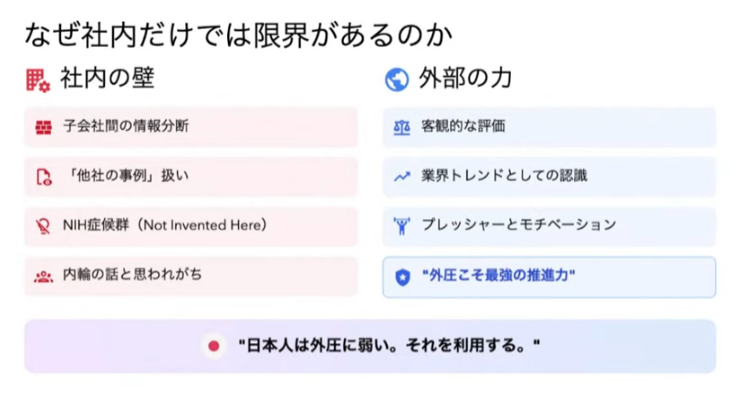 なぜ社内だけでは限界があるのか
社内の壁
子会社間の情報分断
「他社の事例」扱い
NIH症候群（Not Invented Here）
内輪の話と思われがち
外部の力
客観的な評価
業界トレンドとしての認識
プレッシャーとモチベーション
"外圧こそ最強の推進力"
"日本人は外圧に弱い。それを利用する。"